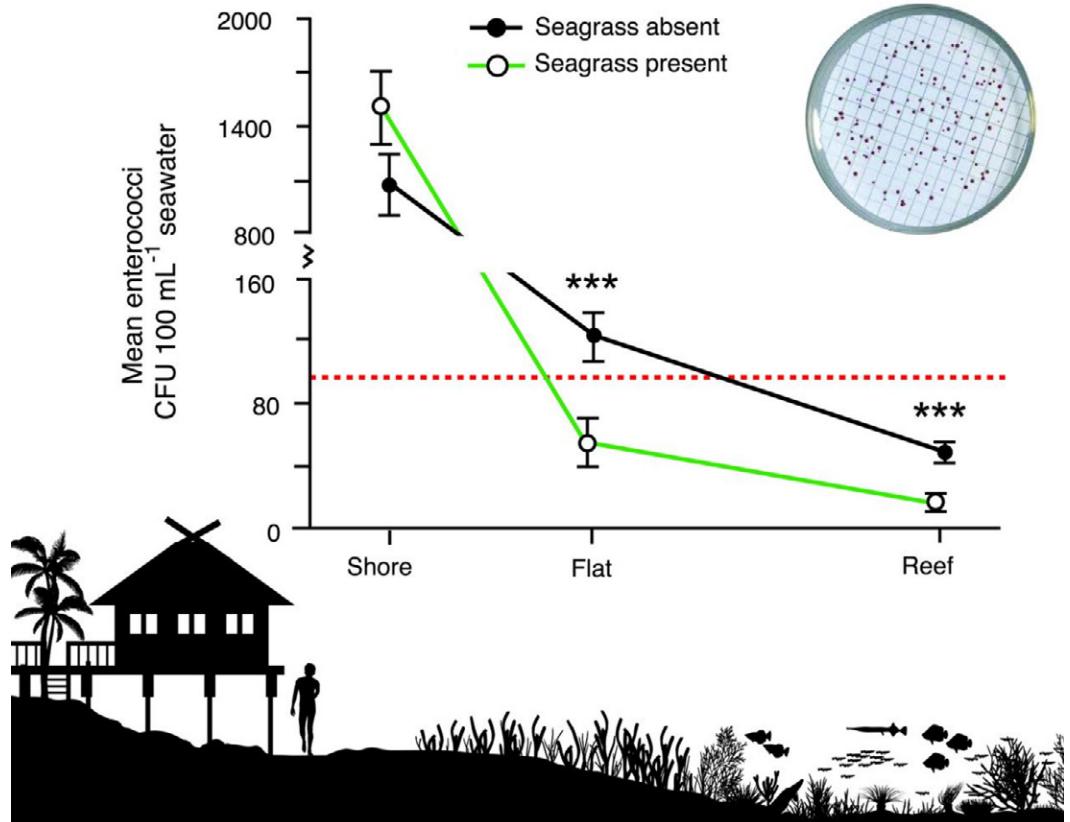 2000
1400
800
160
80
0
Mean enterococci
CFU 100 mL⁻¹ seawater
Seagrass absent
Seagrass present
***
***
Shore
Flat
Reef